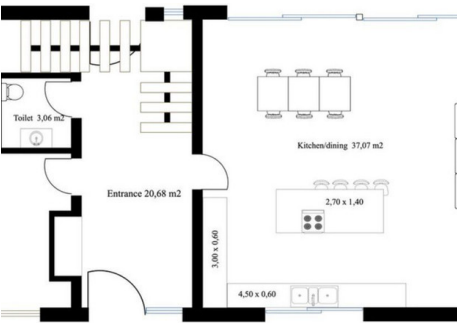 Toilet 3,06 m2
Kitchen/dining 37,07 m2
Entrance 20,68 m2
2,70 x 1,40
3,00 x 0,60
4,50 x 0,60